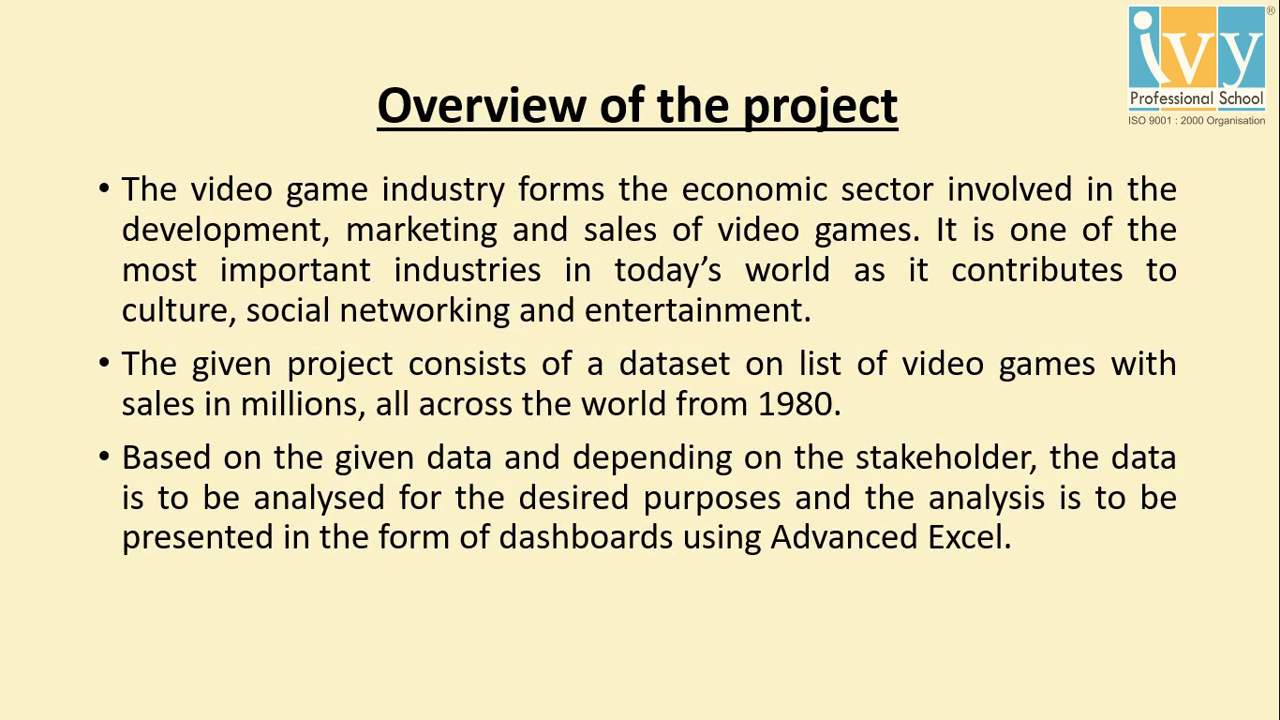 ivy
®
Professional School
ISO 9001 : 2000 Organisation
Overview of the project
• The video game industry forms the economic sector involved in the
development, marketing and sales of video games. It is one of the
most important industries in today’s world as it contributes to
culture, social networking and entertainment.
• The given project consists of a dataset on list of video games with
sales in millions, all across the world from 1980.
• Based on the given data and depending on the stakeholder, the data
is to be analysed for the desired purposes and the analysis is to be
presented in the form of dashboards using Advanced Excel.